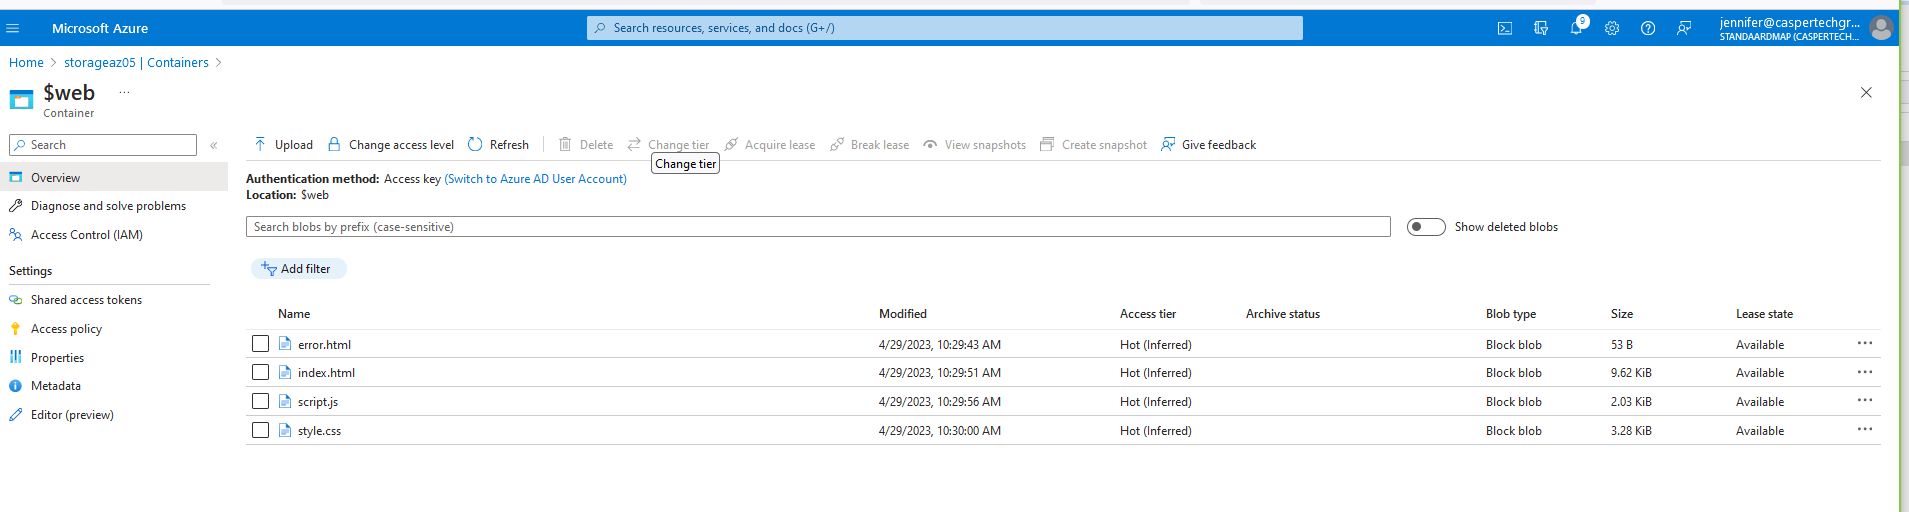 Microsoft Azure
Search resources, services, and docs (G+/)
9
jennifer@caspertechgr...
STANDAARDMAP (CASPERTECH...
Home > storageaz05 | Containers >
$web ...
Container
Search «
Overview
Diagnose and solve problems
Access Control (IAM)
Settings
Shared access tokens
Access policy
Properties
Metadata
Editor (preview)
Upload Change access level Refresh Delete Change tier Acquire lease Break lease View snapshots Create snapshot Give feedback
Change tier
Authentication method: Access key (Switch to Azure AD User Account)
Location: $web
Search blobs by prefix (case-sensitive) Show deleted blobs
Add filter
Name Modified Access tier Archive status Blob type Size Lease state
error.html 4/29/2023, 10:29:43 AM Hot (Inferred) Block blob 53 B Available ...
index.html 4/29/2023, 10:29:51 AM Hot (Inferred) Block blob 9.62 KiB Available ...
script.js 4/29/2023, 10:29:56 AM Hot (Inferred) Block blob 2.03 KiB Available ...
style.css 4/29/2023, 10:30:00 AM Hot (Inferred) Block blob 3.28 KiB Available ...